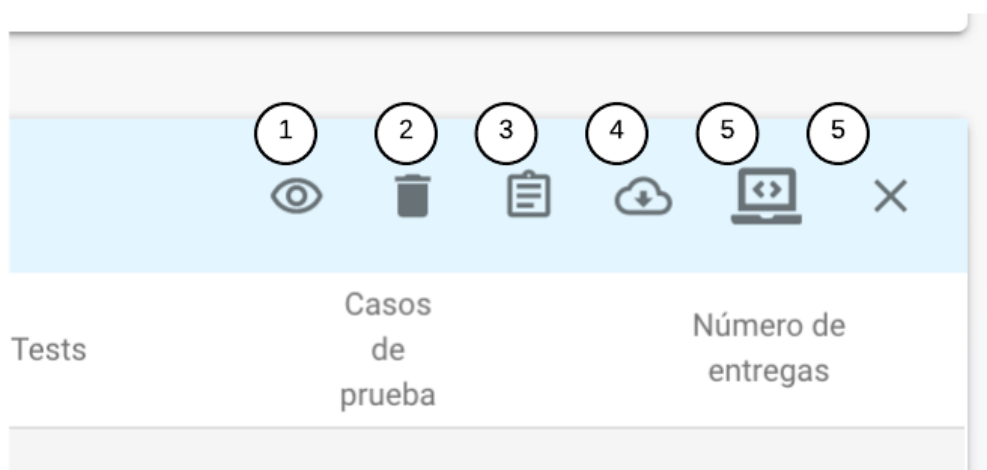 1 2 3 4 5 5
Tests
Casos
de
prueba
Número de
entregas